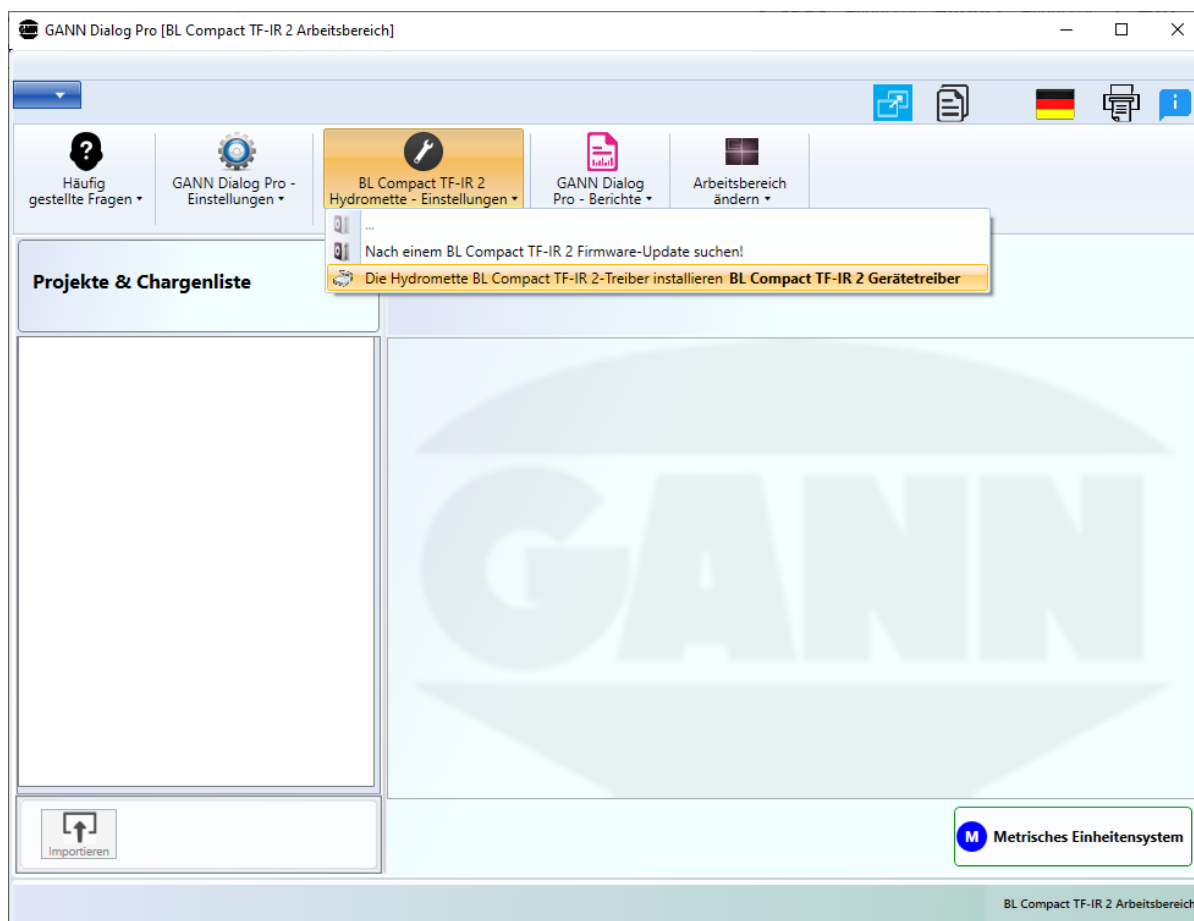 GANN Dialog Pro [BL Compact TF-IR 2 Arbeitsbereich]
i
?
Häufig
gestellte Fragen
GANN Dialog Pro -
Einstellungen
BL Compact TF-IR 2
Hydromette - Einstellungen
GANN Dialog
Pro - Berichte
Arbeitsbereich
ändern
...
Nach einem BL Compact TF-IR 2 Firmware-Update suchen!
Die Hydromette BL Compact TF-IR 2-Treiber installieren BL Compact TF-IR 2 Gerätetreiber
Projekte & Chargenliste
GANN
Importieren
M Metrisches Einheitensystem
BL Compact TF-IR 2 Arbeitsbereich